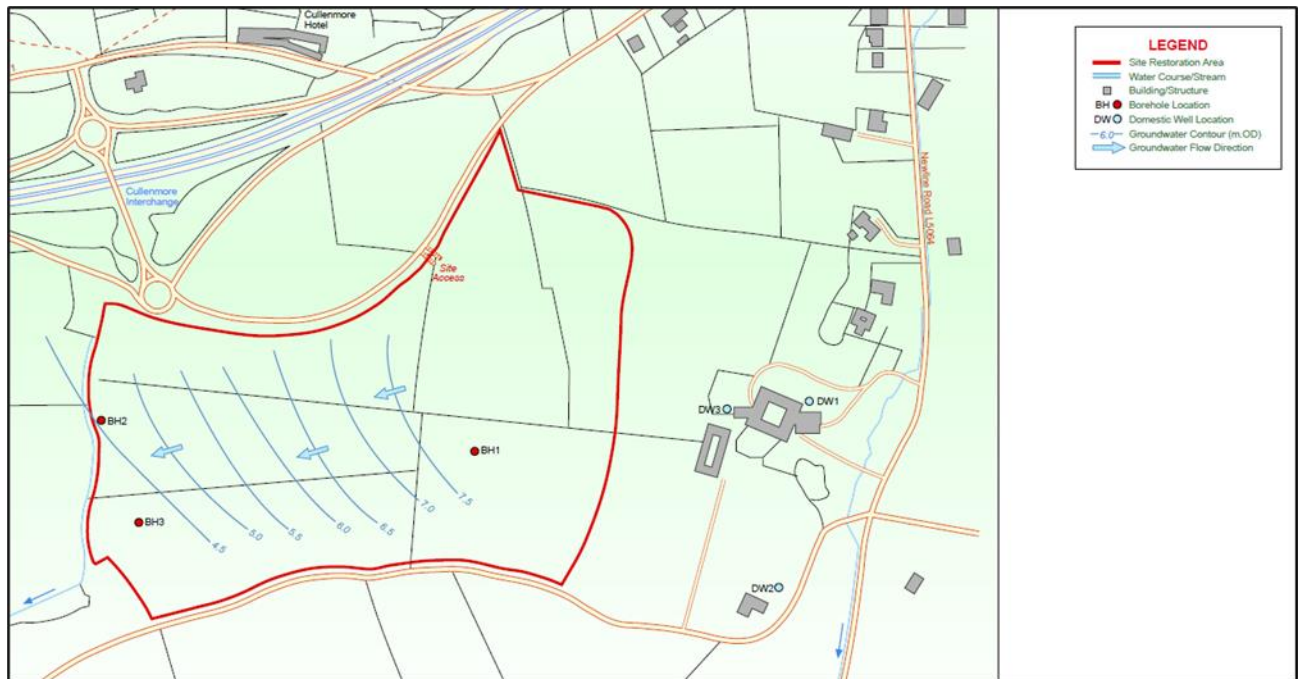 Cullenmore
Hotel
Cullenmore
Interchange
Site
Access
Newline Road L5064
BH2
BH1
BH3
DW3
DW1
DW2
4.5
5.0
5.5
6.0
6.5
7.0
7.5
LEGEND
Site Restoration Area
Water Course/Stream
Building/Structure
BH Borehole Location
DW Domestic Well Location
6.0 Groundwater Contour (m.OD)
Groundwater Flow Direction